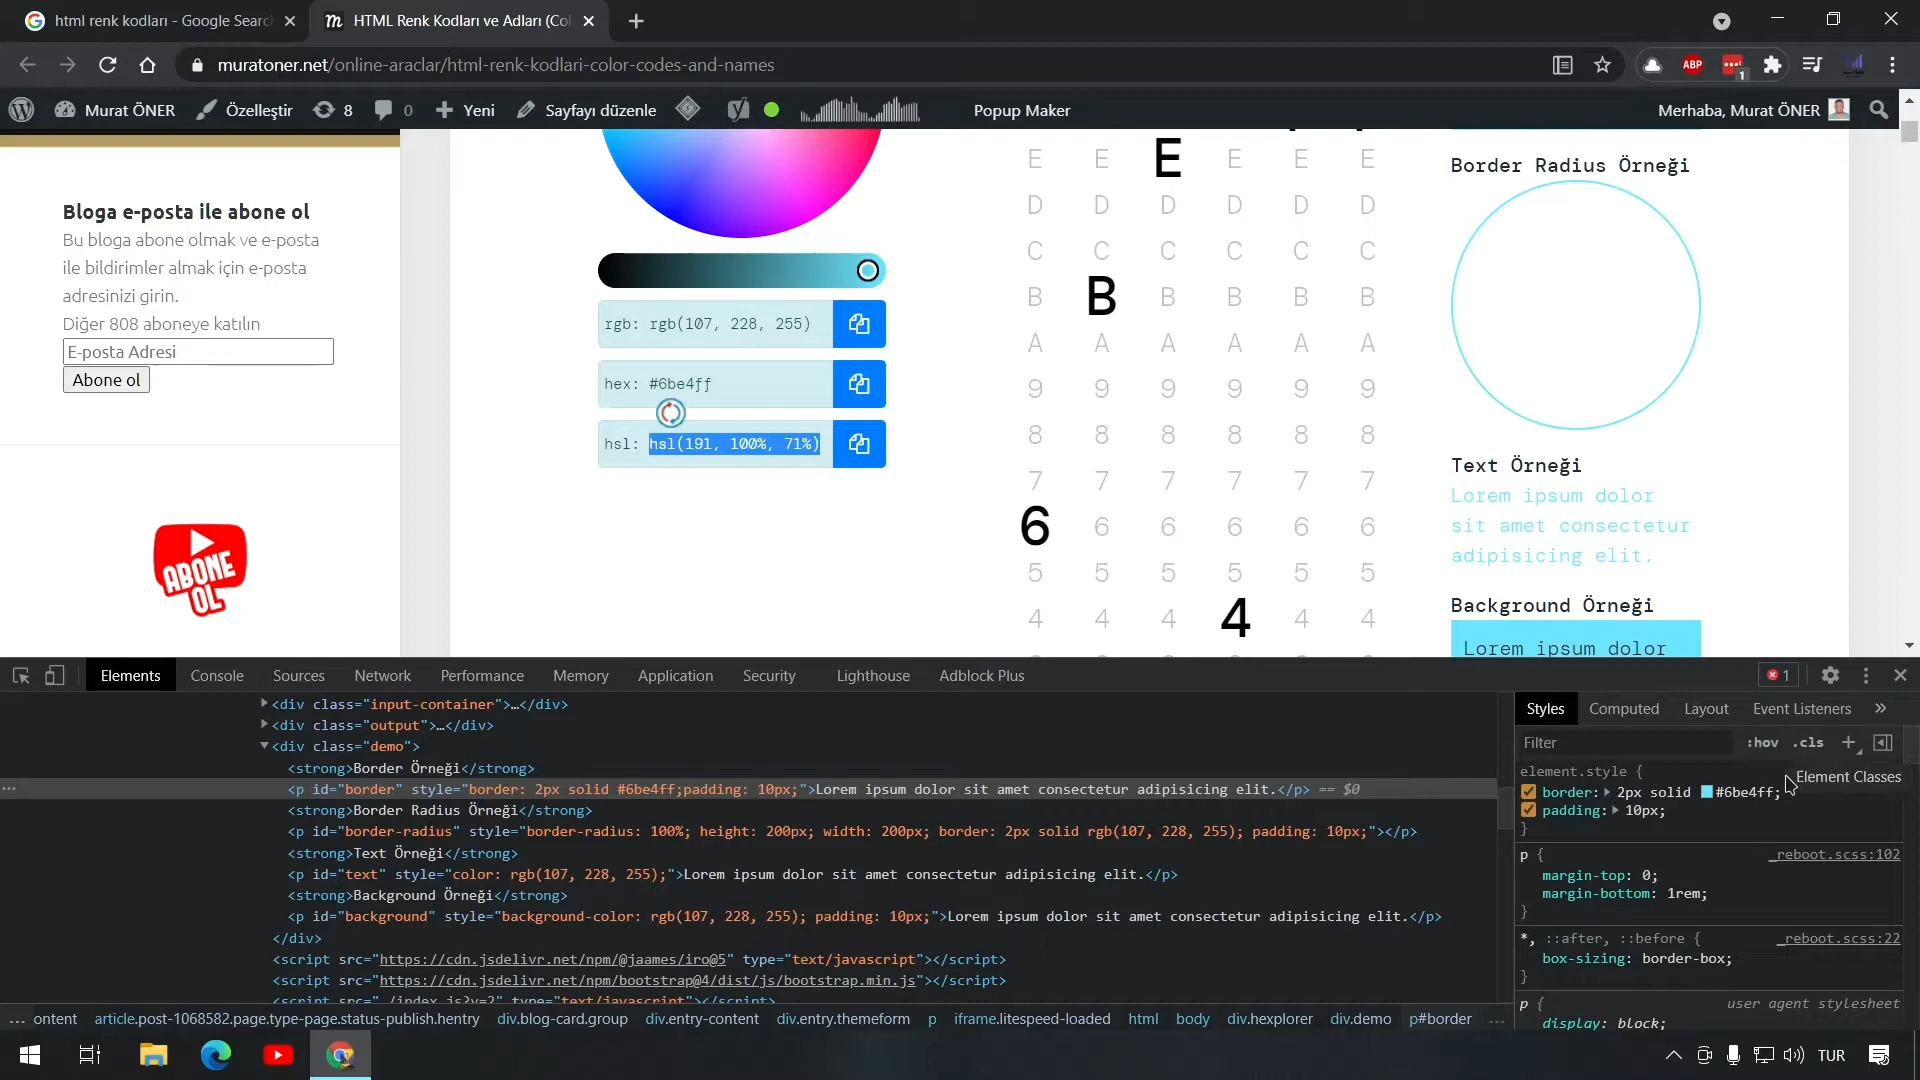 html renk kodları - Google Searc
HTML Renk Kodları ve Adları (Col
muratoner.net/online-araclar/html-renk-kodlari-color-codes-and-names
ABP
1
Murat ÖNER
Özelleştir
8
0
Yeni
Sayfayı düzenle
Popup Maker
Merhaba, Murat ÖNER
Bloga e-posta ile abone ol
Bu bloga abone olmak ve e-posta
ile bildirimler almak için e-posta
adresinizi girin.
Diğer 808 aboneye katılın
E-posta Adresi
Abone ol
ABONE
OL
rgb: rgb(107, 228, 255)
hex: #6be4ff
hsl: hsl(191, 100%, 71%)
E E E E E E
D D D D D D
C C C C C C
B B B B B B
A A A A A A
9 9 9 9 9 9
8 8 8 8 8 8
7 7 7 7 7 7
6 6 6 6 6 6
5 5 5 5 5 5
4 4 4 4 4 4
Border Radius Örneği
Text Örneği
Lorem ipsum dolor
sit amet consectetur
adipisicing elit.
Background Örneği
Lorem ipsum dolor
Elements Console Sources Network Performance Memory Application Security Lighthouse Adblock Plus
1
<div class="input-container">…</div>
<div class="output">…</div>
<div class="demo">
<strong>Border Örneği</strong>
<p id="border" style="border: 2px solid #6be4ff;padding: 10px;">Lorem ipsum dolor sit amet consectetur adipisicing elit.</p> == $0
<strong>Border Radius Örneği</strong>
<p id="border-radius" style="border-radius: 100%; height: 200px; width: 200px; border: 2px solid rgb(107, 228, 255); padding: 10px;"></p>
<strong>Text Örneği</strong>
<p id="text" style="color: rgb(107, 228, 255);">Lorem ipsum dolor sit amet consectetur adipisicing elit.</p>
<strong>Background Örneği</strong>
<p id="background" style="background-color: rgb(107, 228, 255); padding: 10px;">Lorem ipsum dolor sit amet consectetur adipisicing elit.</p>
</div>
<script src="https://cdn.jsdelivr.net/npm/@jaames/iro@5" type="text/javascript"></script>
<script src="https://cdn.jsdelivr.net/npm/bootstrap@4/dist/js/bootstrap.min.js"></script>
<script src="./index.js?v=2" type="text/javascript"></script>
... ontent article.post-1068582.page.type-page.status-publish.hentry div.blog-card.group div.entry-content div.entry.themeform p iframe.litespeed-loaded html body div.hexplorer div.demo p#border ...
Styles Computed Layout Event Listeners »
Filter :hov .cls
element.style {
Element Classes
border: 2px solid #6be4ff;
padding: 10px;
}
p { _reboot.scss:102
margin-top: 0;
margin-bottom: 1rem;
}
*, ::after, ::before { _reboot.scss:22
box-sizing: border-box;
}
p { user agent stylesheet
display: block;
TUR